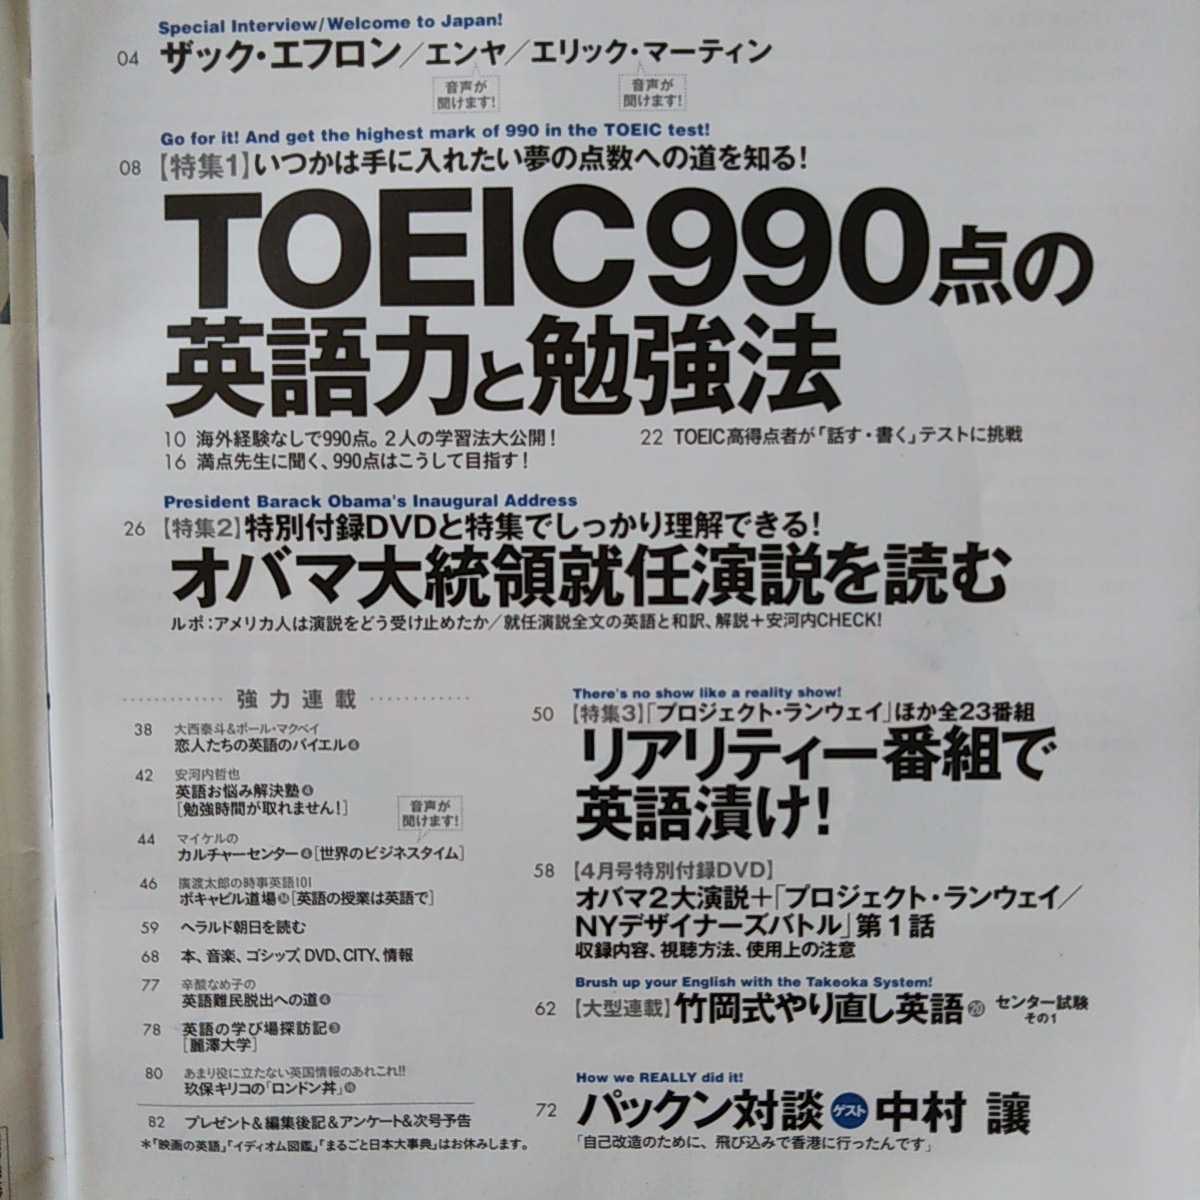 Special Interview/Welcome to Japan!
04 ザック・エフロン/エンヤ/エリック・マーティン
音声が
聞けます!
音声が
聞けます!
Go for it! And get the highest mark of 990 in the TOEIC test!
08 【特集1】いつかは手に入れたい夢の点数への道を知る!
TOEIC990点の
英語力と勉強法
10 海外経験なしで990点。2人の学習法大公開!
16 満点先生に聞く、990点はこうして目指す!
22 TOEIC高得点者が「話す・書く」テストに挑戦
President Barack Obama's Inaugural Address
26 【特集2】特別付録DVDと特集でしっかり理解できる!
オバマ大統領就任演説を読む
ルポ:アメリカ人は演説をどう受け止めたか/就任演説全文の英語と和訳、解説+安河内CHECK!
強力連載
38 大西泰斗&ポール・マクベイ
恋人たちの英語のバイエル❹
42 安河内哲也
英語お悩み解決塾❹
[勉強時間が取れません!]
音声が
聞けます!
44 マイケルの
カルチャーセンター❹[世界のビジネスタイム]
46 廣渡太郎の時事英語101
ボキャビル道場[英語の授業は英語で]
59 ヘラルド朝日を読む
68 本、音楽、ゴシップ、DVD、CITY、情報
77 辛酸なめ子の
英語難民脱出への道❹
78 英語の学び場探訪記❸
[麗澤大学]
80 あまり役に立たない英国情報のあれこれ!!
玖保キリコの「ロンドン丼」
82 プレゼント&編集後記&アンケート&次号予告
*「映画の英語」「イディオム図鑑」「まるごと日本大事典」はお休みします。
There's no show like a reality show!
50 【特集3】「プロジェクト・ランウェイ」ほか全23番組
リアリティー番組で
英語漬け!
58 【4月号特別付録DVD】
オバマ2大演説+「プロジェクト・ランウェイ/
NYデザイナーズバトル」第1話
収録内容、視聴方法、使用上の注意
Brush up your English with the Takeoka System!
62 【大型連載】竹岡式やり直し英語⑳ センター試験
その1
How we REALLY did it!
72 パックン対談 ゲスト 中村 讓
「自己改造のために、飛び込みで香港に行ったんです」